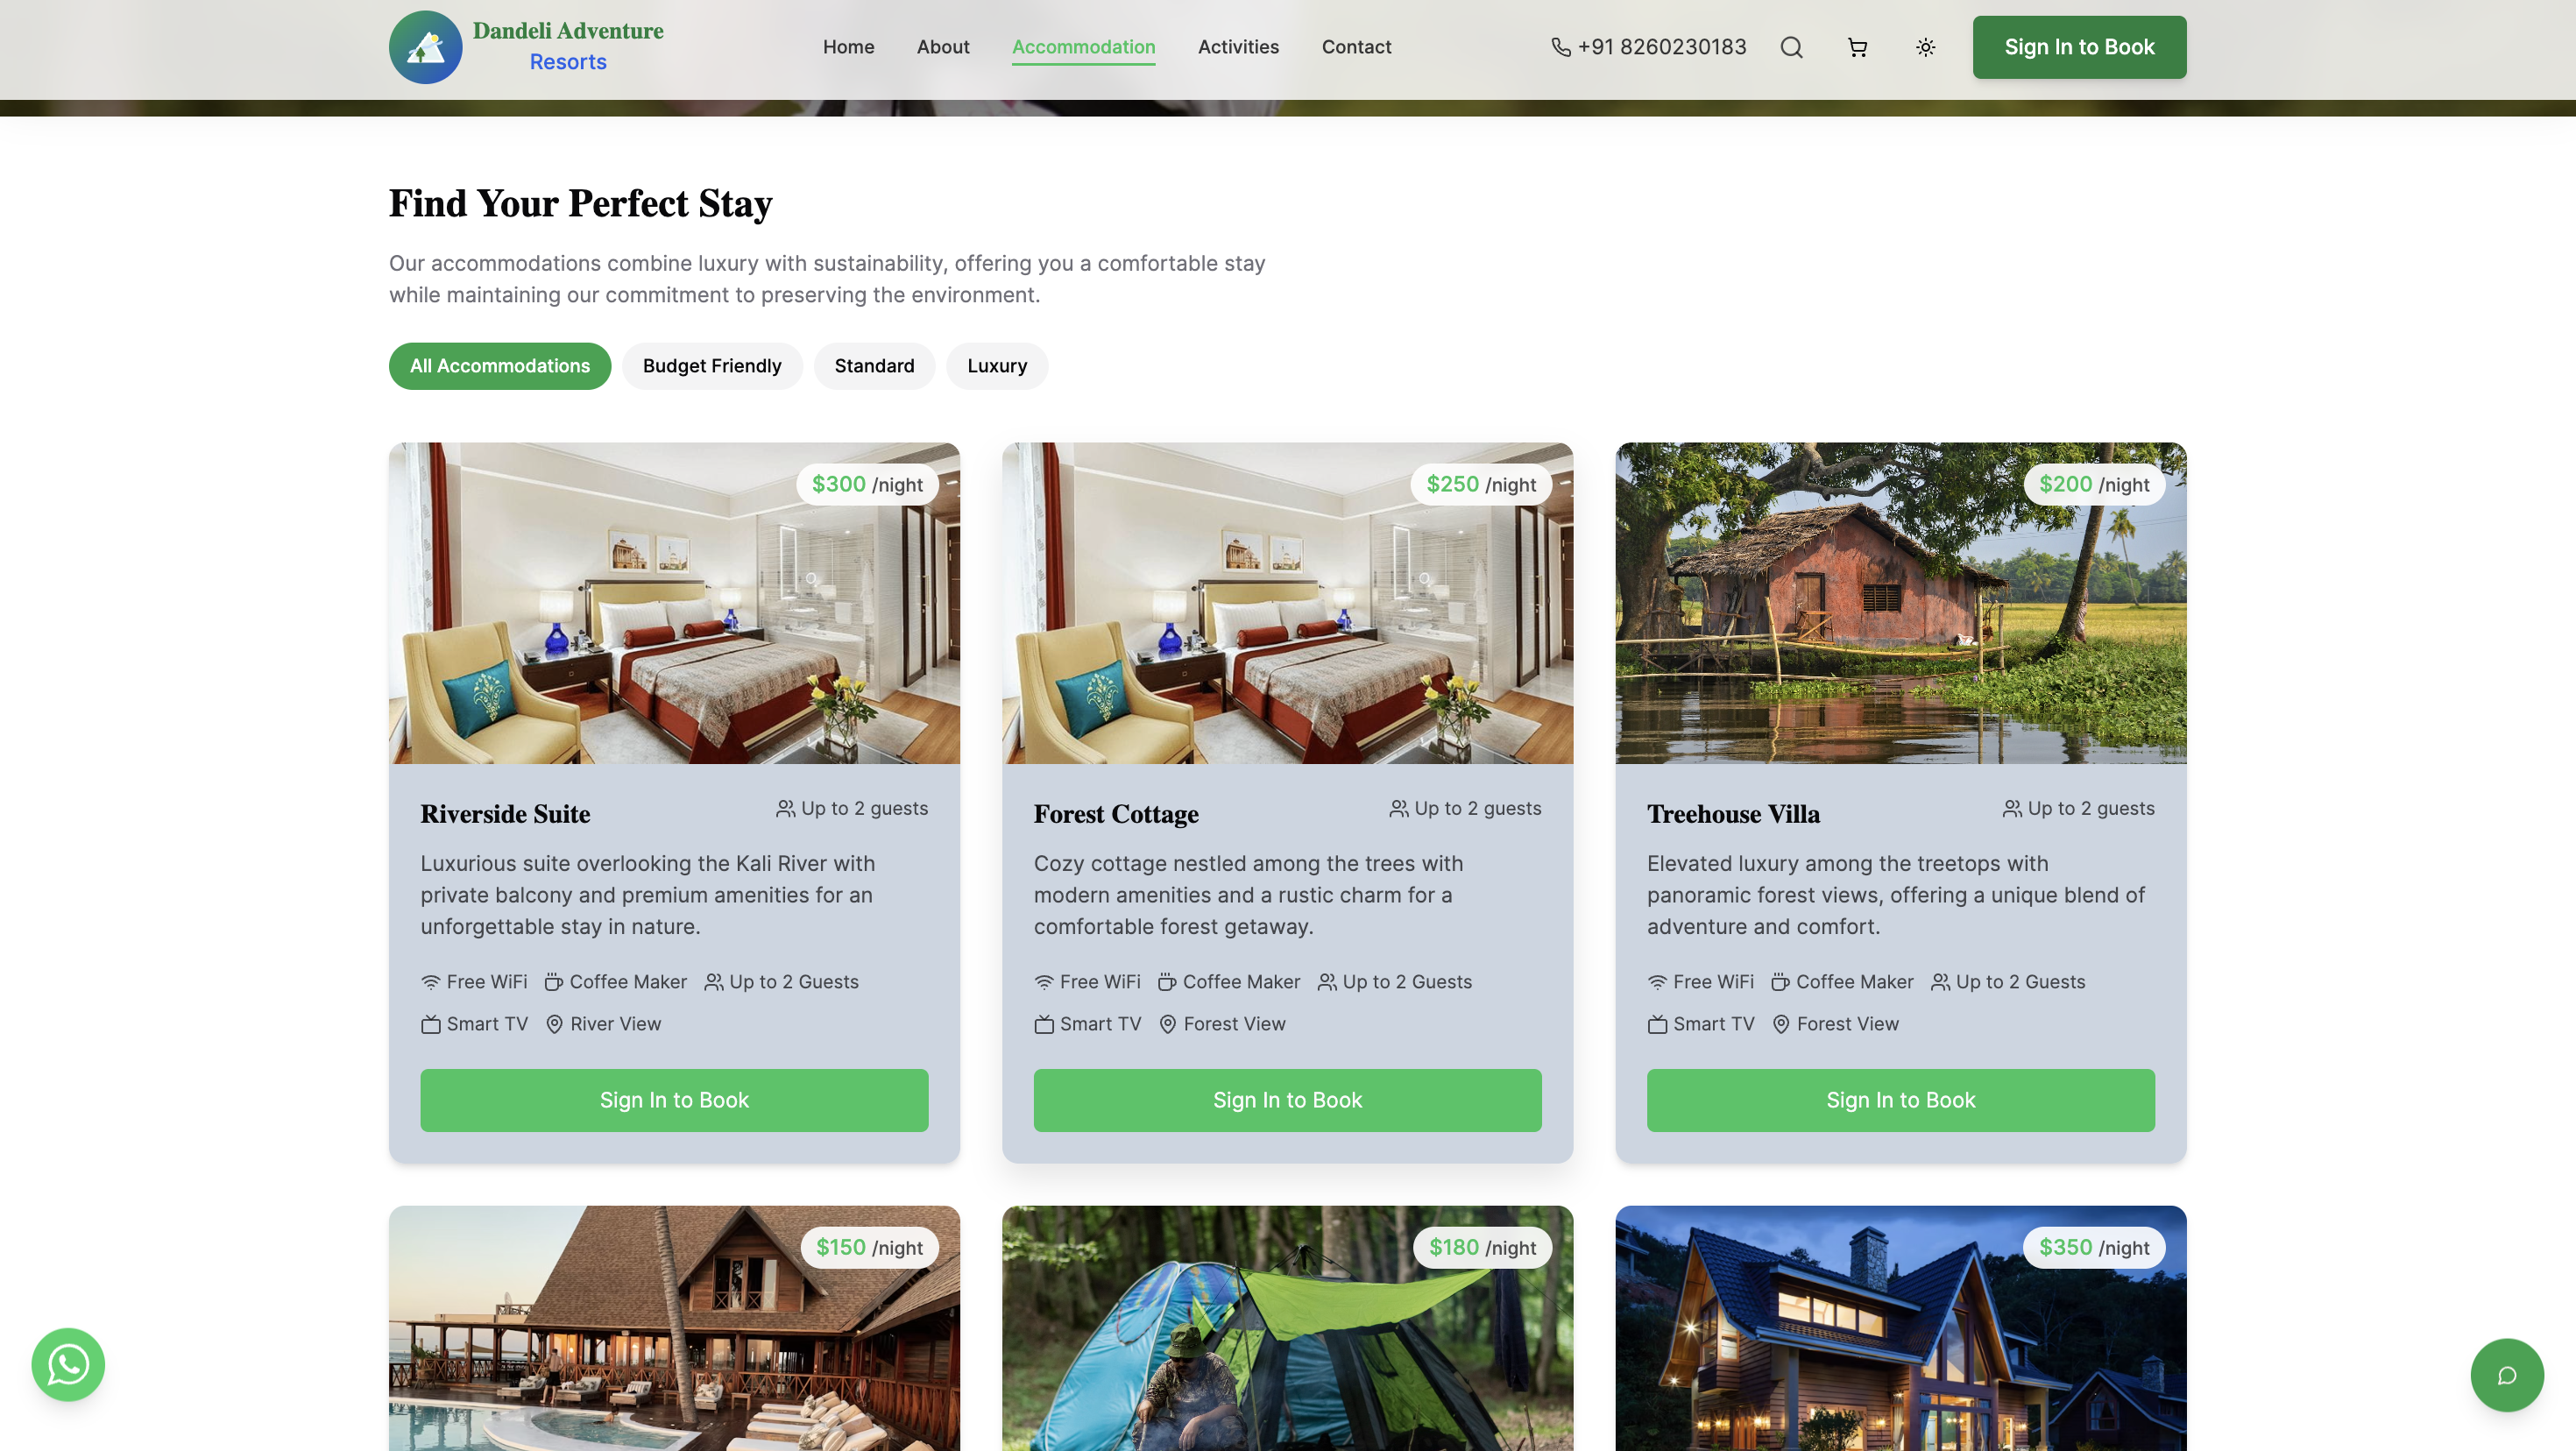 Dandeli Adventure
Resorts
Home
About
Accommodation
Activities
Contact
+91 8260230183
Sign In to Book
Find Your Perfect Stay
Our accommodations combine luxury with sustainability, offering you a comfortable stay
while maintaining our commitment to preserving the environment.
All Accommodations
Budget Friendly
Standard
Luxury
$300 /night
Riverside Suite
Up to 2 guests
Luxurious suite overlooking the Kali River with
private balcony and premium amenities for an
unforgettable stay in nature.
Free WiFi
Coffee Maker
Up to 2 Guests
Smart TV
River View
Sign In to Book
$250 /night
Forest Cottage
Up to 2 guests
Cozy cottage nestled among the trees with
modern amenities and a rustic charm for a
comfortable forest getaway.
Free WiFi
Coffee Maker
Up to 2 Guests
Smart TV
Forest View
Sign In to Book
$200 /night
Treehouse Villa
Up to 2 guests
Elevated luxury among the treetops with
panoramic forest views, offering a unique blend of
adventure and comfort.
Free WiFi
Coffee Maker
Up to 2 Guests
Smart TV
Forest View
Sign In to Book
$150 /night
$180 /night
$350 /night